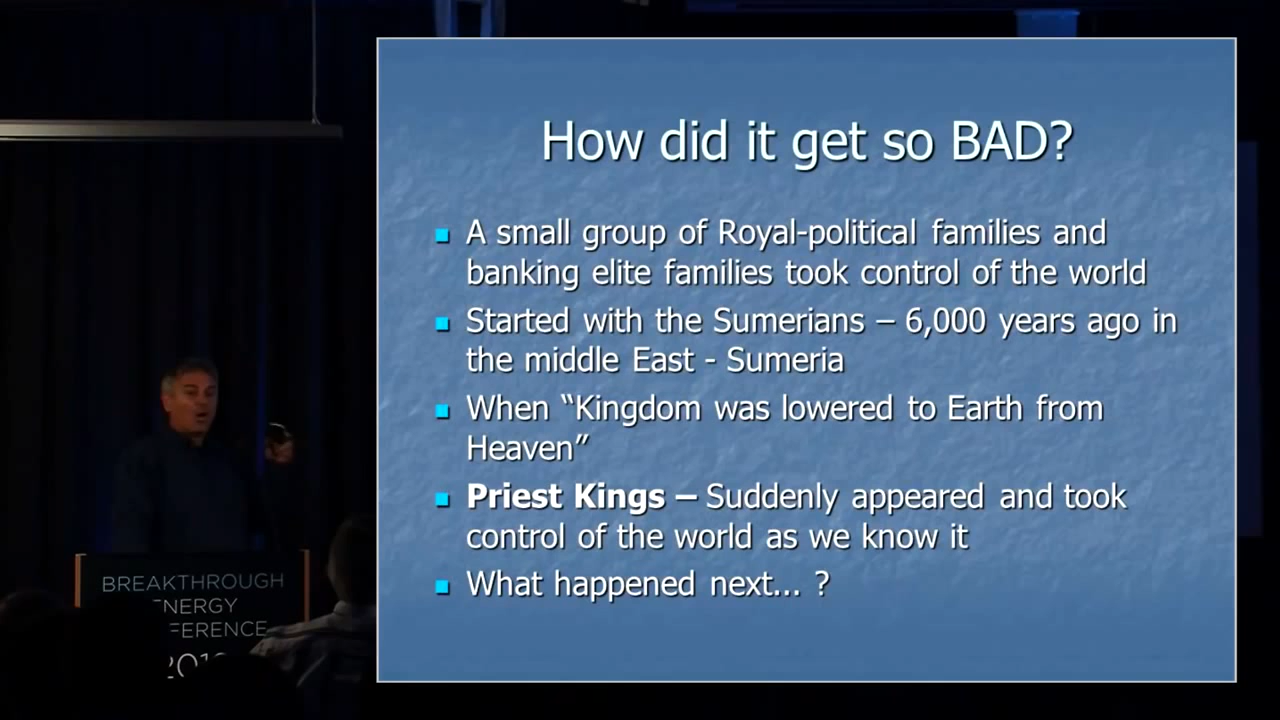 How did it get so BAD?
A small group of Royal-political families and
banking elite families took control of the world
Started with the Sumerians – 6,000 years ago in
the middle East - Sumeria
When “Kingdom was lowered to Earth from
Heaven”
Priest Kings – Suddenly appeared and took
control of the world as we know it
What happened next... ?
BREAKTHROUGH